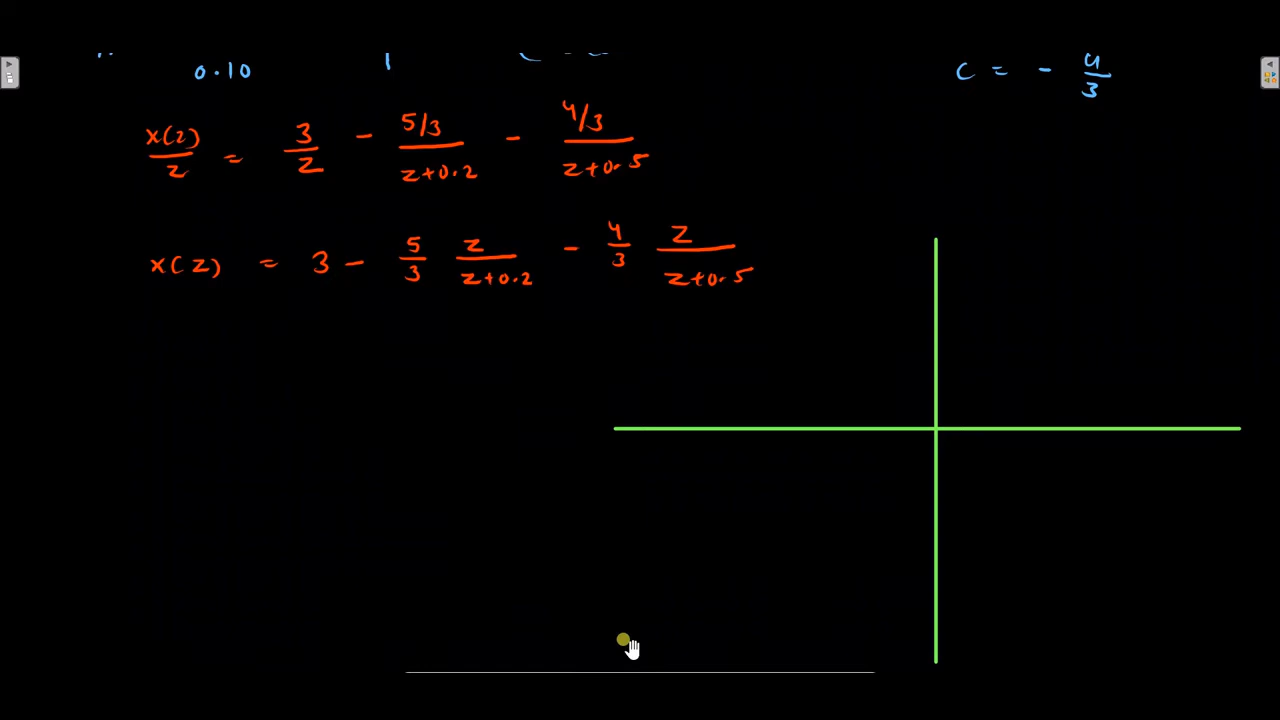 0.10
C = - 4/3
x(z)/z = 3/z - 5/3/z+0.2 - 4/3/z+0.5
x(z) = 3 - 5/3 z/z+0.2 - 4/3 z/z+0.5